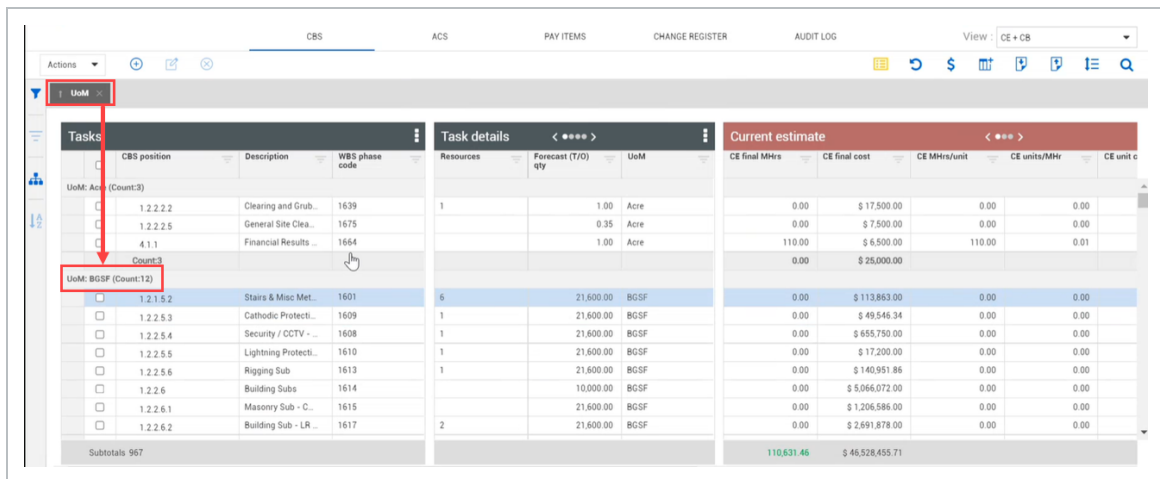 CBS ACS PAY ITEMS CHANGE REGISTER AUDIT LOG View : CE + CB
Actions
↑ UoM ×
Tasks Task details Current estimate
CBS position Description WBS phase code Resources Forecast (T/O) qty UoM CE final MHrs CE final cost CE MHrs/unit CE units/MHr CE unit c
UoM: Acre (Count:3)
1.2.2.2.2 Clearing and Grub... 1639 1 1.00 Acre 0.00 $ 17,500.00 0.00 0.00
1.2.2.2.5 General Site Clea... 1675 0.35 Acre 0.00 $ 7,500.00 0.00 0.00
4.1.1 Financial Results ... 1664 1.00 Acre 110.00 $ 6,500.00 110.00 0.01
Count:3 0.00 $ 25,000.00
UoM: BGSF (Count:12)
1.2.1.5.2 Stairs & Misc Met... 1601 6 21,600.00 BGSF 0.00 $ 113,863.00 0.00 0.00
1.2.2.5.3 Cathodic Protecti... 1609 1 21,600.00 BGSF 0.00 $ 49,546.34 0.00 0.00
1.2.2.5.4 Security / CCTV - ... 1608 1 21,600.00 BGSF 0.00 $ 655,750.00 0.00 0.00
1.2.2.5.5 Lightning Protecti... 1610 1 21,600.00 BGSF 0.00 $ 17,200.00 0.00 0.00
1.2.2.5.6 Rigging Sub 1613 1 21,600.00 BGSF 0.00 $ 140,951.86 0.00 0.00
1.2.2.6 Building Subs 1614 10,000.00 BGSF 0.00 $ 5,066,072.00 0.00 0.00
1.2.2.6.1 Masonry Sub - C... 1615 21,600.00 BGSF 0.00 $ 1,206,586.00 0.00 0.00
1.2.2.6.2 Building Sub - LR ... 1617 2 21,600.00 BGSF 0.00 $ 2,691,878.00 0.00 0.00
Subtotals 967 110,631.46 $ 46,528,455.71